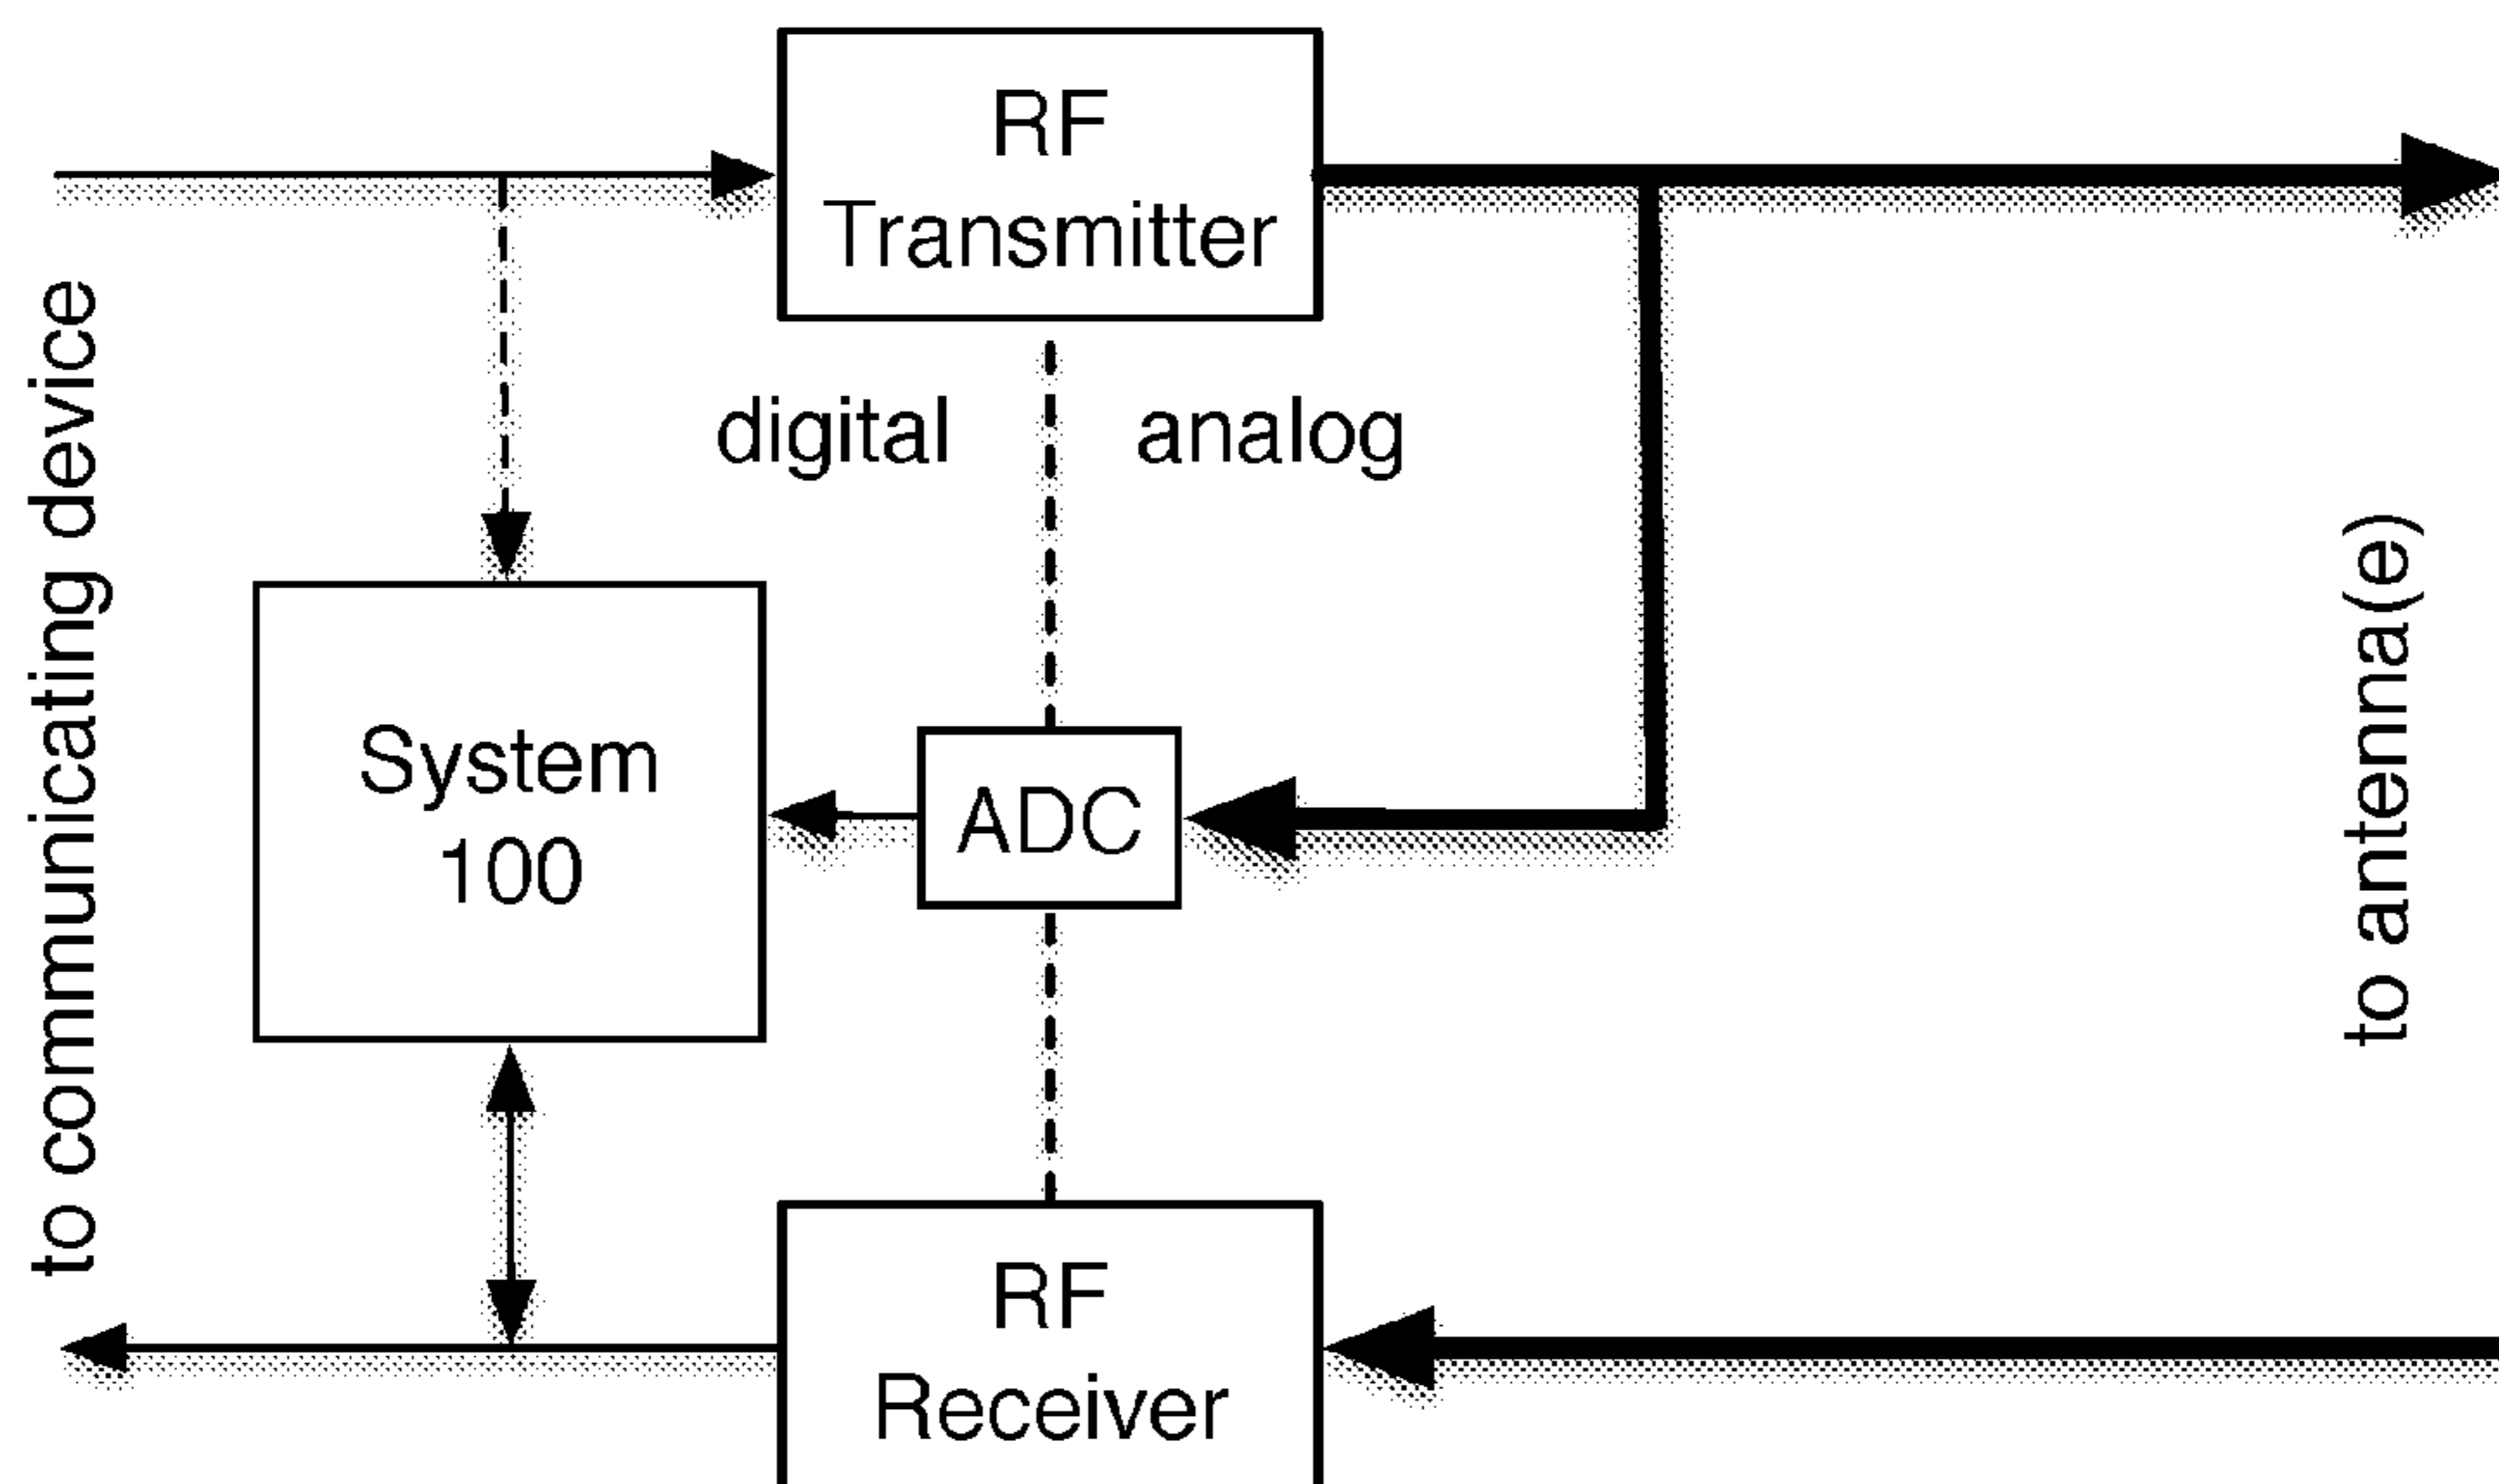 RF
Transmitter
to communicating device
digital
analog
to antenna(e)
System
100
ADC
RF
Receiver